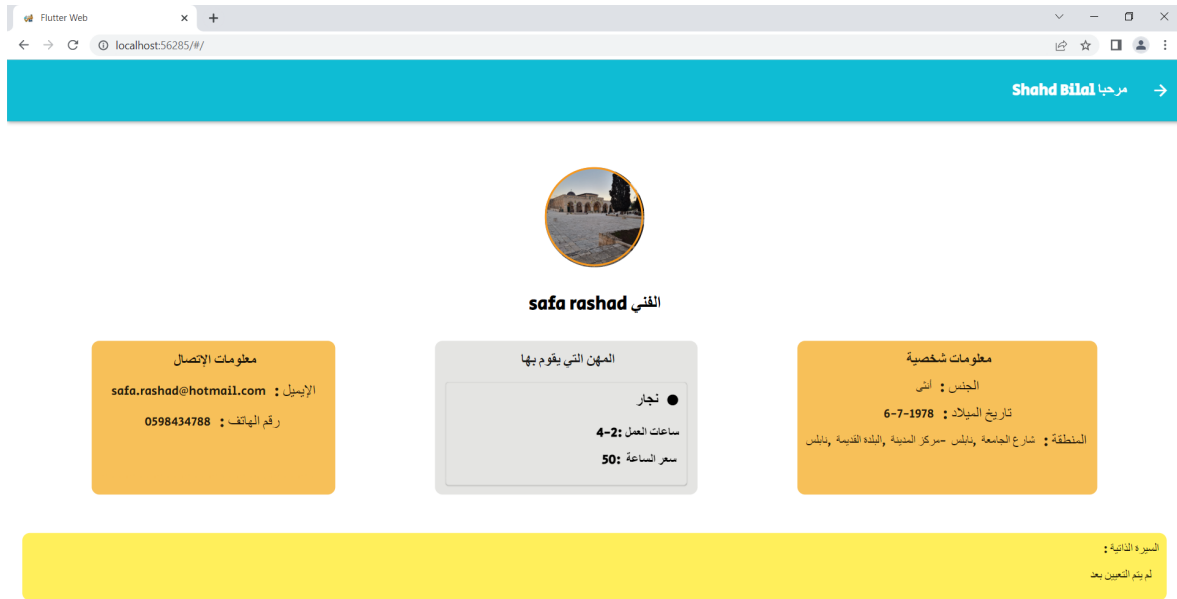 Flutter Web
localhost:56285/#/
مرحبا Shahd Bilal
الفني safa rashad
معلومات شخصية
الجنس : أنثى
تاريخ الميلاد : 1978-7-6
المنطقة : شارع الجامعة ,نابلس -مركز المدينة ,البلدة القديمة ,نابلس
المهن التي يقوم بها
نجار
ساعات العمل :2-4
سعر الساعة :50
معلومات الإتصال
الإيميل : safa.rashad@hotmail.com
رقم الهاتف : 0598434788
السيرة الذاتية :
لم يتم التعيين بعد